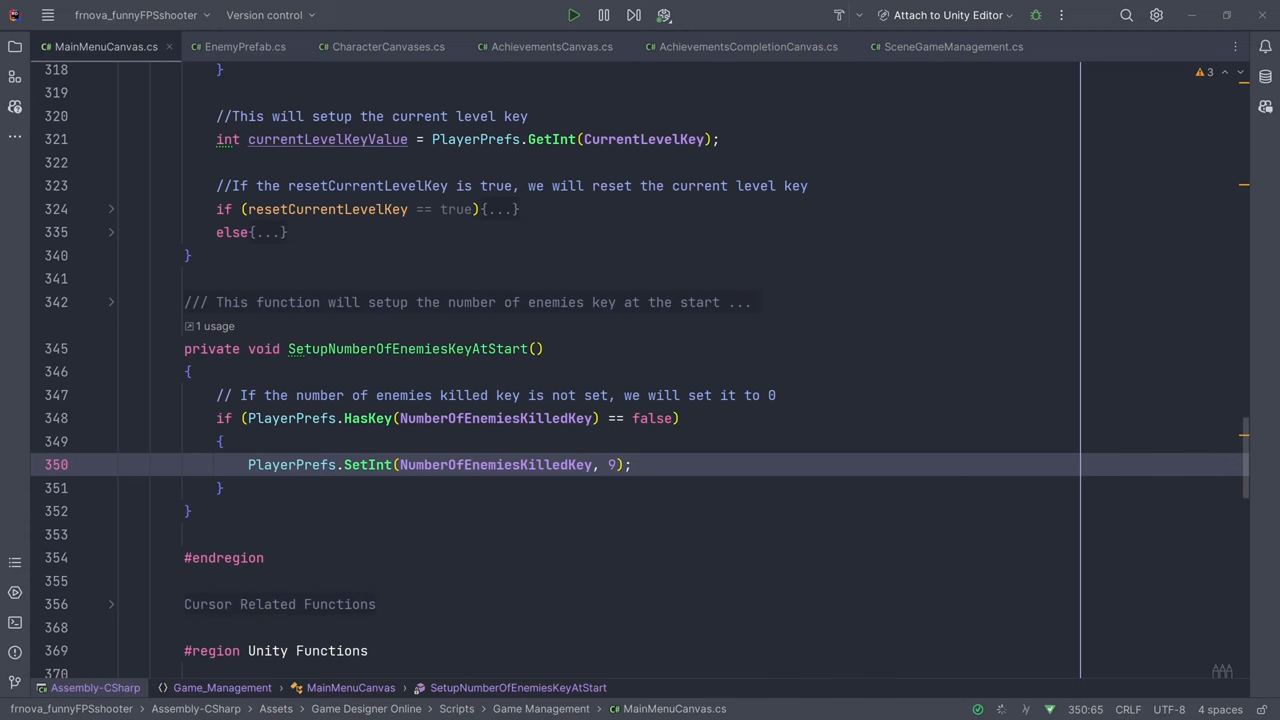 frnova_funnyFPSshooter Version control Attach to Unity Editor
MainMenuCanvas.cs EnemyPrefab.cs CharacterCanvases.cs AchievementsCanvas.cs AchievementsCompletionCanvas.cs SceneGameManagement.cs
318 }
319
320 //This will setup the current level key
321 int currentLevelKeyValue = PlayerPrefs.GetInt(CurrentLevelKey);
322
323 //If the resetCurrentLevelKey is true, we will reset the current level key
324 if (resetCurrentLevelKey == true){...}
335 else{...}
340 }
341
342 /// This function will setup the number of enemies key at the start ...
1 usage
345 private void SetupNumberOfEnemiesKeyAtStart()
346 {
347 // If the number of enemies killed key is not set, we will set it to 0
348 if (PlayerPrefs.HasKey(NumberOfEnemiesKilledKey) == false)
349 {
350 PlayerPrefs.SetInt(NumberOfEnemiesKilledKey, 9);
351 }
352 }
353
354 #endregion
355
356 Cursor Related Functions
368
369 #region Unity Functions
370
3
Assembly-CSharp Game_Management MainMenuCanvas SetupNumberOfEnemiesKeyAtStart
frnova_funnyFPSshooter Assembly-CSharp Assets Game Designer Online Scripts Game Management MainMenuCanvas.cs 350:65 CRLF UTF-8 4 spaces